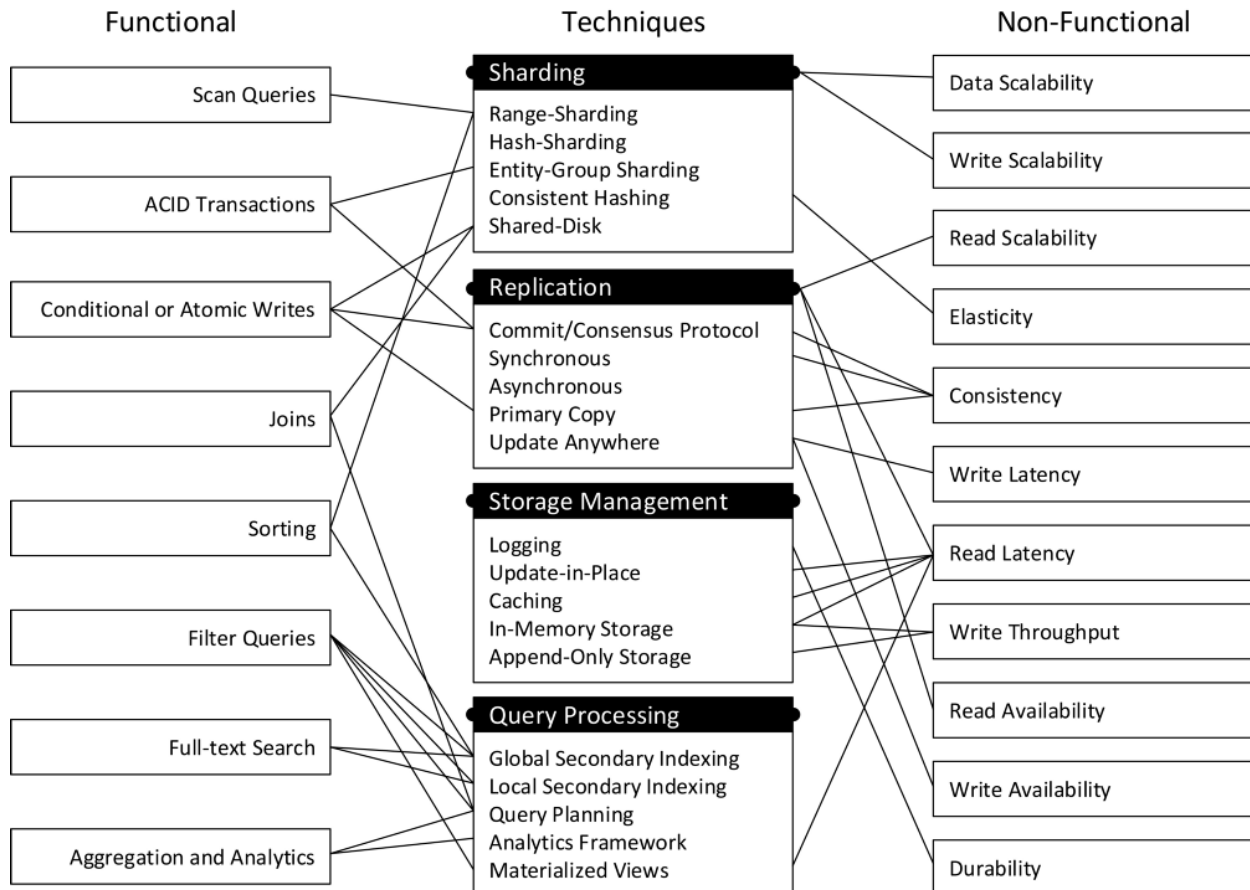 Functional
Techniques
Non-Functional
Scan Queries
ACID Transactions
Conditional or Atomic Writes
Joins
Sorting
Filter Queries
Full-text Search
Aggregation and Analytics
Sharding
Range-Sharding
Hash-Sharding
Entity-Group Sharding
Consistent Hashing
Shared-Disk
Replication
Commit/Consensus Protocol
Synchronous
Asynchronous
Primary Copy
Update Anywhere
Storage Management
Logging
Update-in-Place
Caching
In-Memory Storage
Append-Only Storage
Query Processing
Global Secondary Indexing
Local Secondary Indexing
Query Planning
Analytics Framework
Materialized Views
Data Scalability
Write Scalability
Read Scalability
Elasticity
Consistency
Write Latency
Read Latency
Write Throughput
Read Availability
Write Availability
Durability